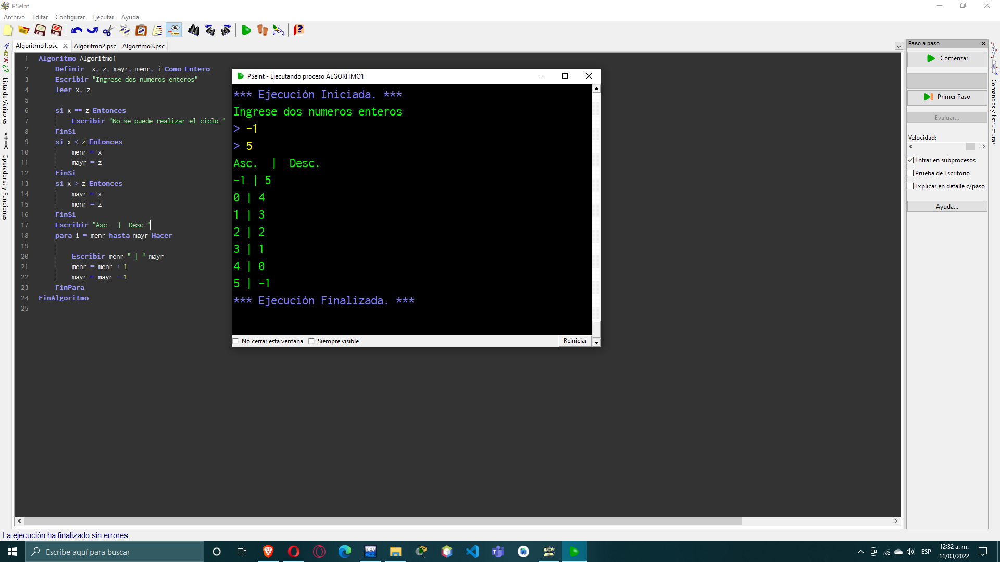 PSeInt
Archivo Editar Configurar Ejecutar Ayuda
Algoritmo1.psc Algoritmo2.psc Algoritmo3.psc
Lista de Variables
Operadores y Funciones
1 Algoritmo Algoritmo1
2 Definir x, z, mayr, menr, i Como Entero
3 Escribir "Ingrese dos numeros enteros"
4 leer x, z
5
6 si x == z Entonces
7 Escribir "No se puede realizar el ciclo."
8 FinSi
9 si x < z Entonces
10 menr = x
11 mayr = z
12 FinSi
13 si x > z Entonces
14 mayr = x
15 menr = z
16 FinSi
17 Escribir "Asc.  |  Desc."
18 para i = menr hasta mayr Hacer
19
20 Escribir menr " | " mayr
21 menr = menr + 1
22 mayr = mayr - 1
23 FinPara
24 FinAlgoritmo
25
PSeInt - Ejecutando proceso ALGORITMO1
*** Ejecución Iniciada. ***
Ingrese dos numeros enteros
> -1
> 5
Asc.  |  Desc.
-1 | 5
0 | 4
1 | 3
2 | 2
3 | 1
4 | 0
5 | -1
*** Ejecución Finalizada. ***
No cerrar esta ventana Siempre visible Reiniciar
Paso a paso
Comenzar
Primer Paso
Evaluar...
Velocidad:
Entrar en subprocesos
Prueba de Escritorio
Explicar en detalle c/paso
Ayuda...
Comandos y Estructuras
La ejecución ha finalizado sin errores.
Escribe aquí para buscar
DEV
ESP
12:32 a. m.
11/03/2022